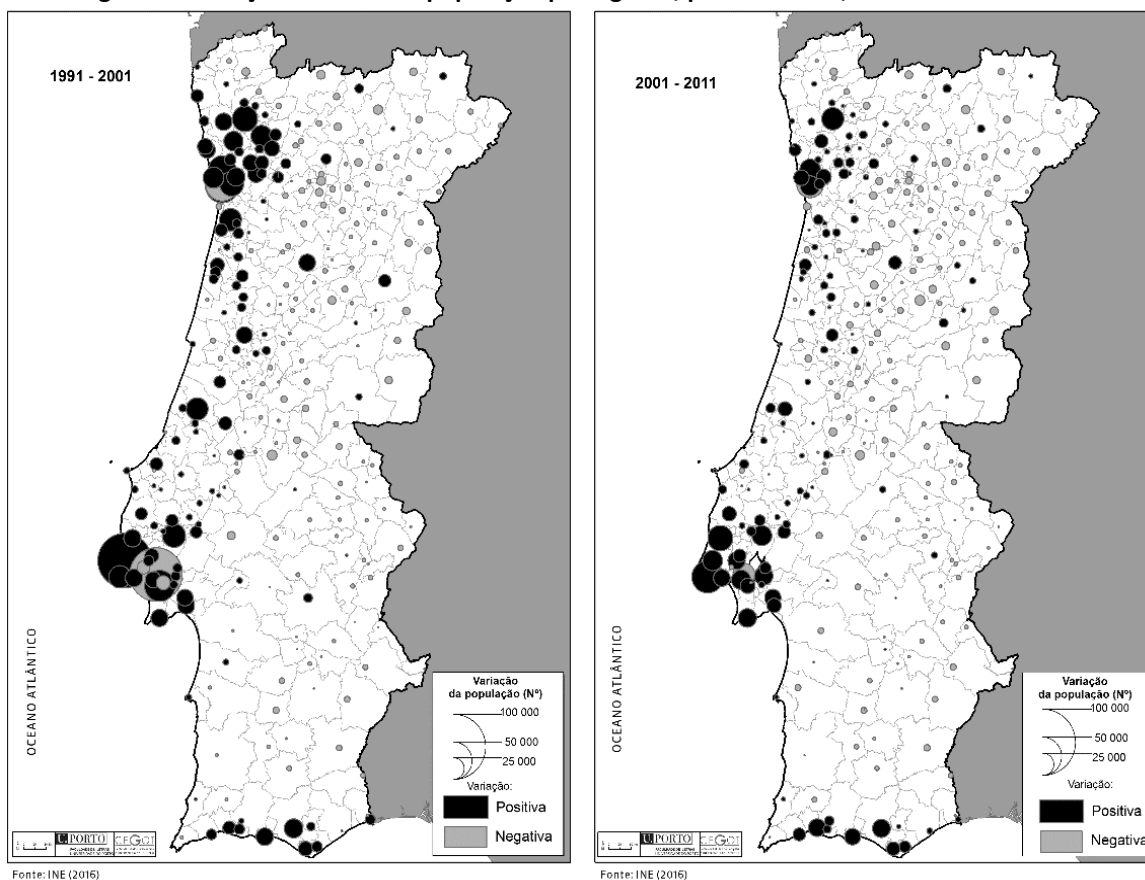 1991 - 2001
OCEANO ATLÂNTICO
Variação
da população (Nº)
100 000
50 000
25 000
Variação:
Positiva
Negativa
U.PORTO
CEGOT
Fonte: INE (2016)
2001 - 2011
OCEANO ATLÂNTICO
Variação
da população (Nº)
100 000
50 000
25 000
Variação:
Positiva
Negativa
U.PORTO
CEGOT
Fonte: INE (2016)